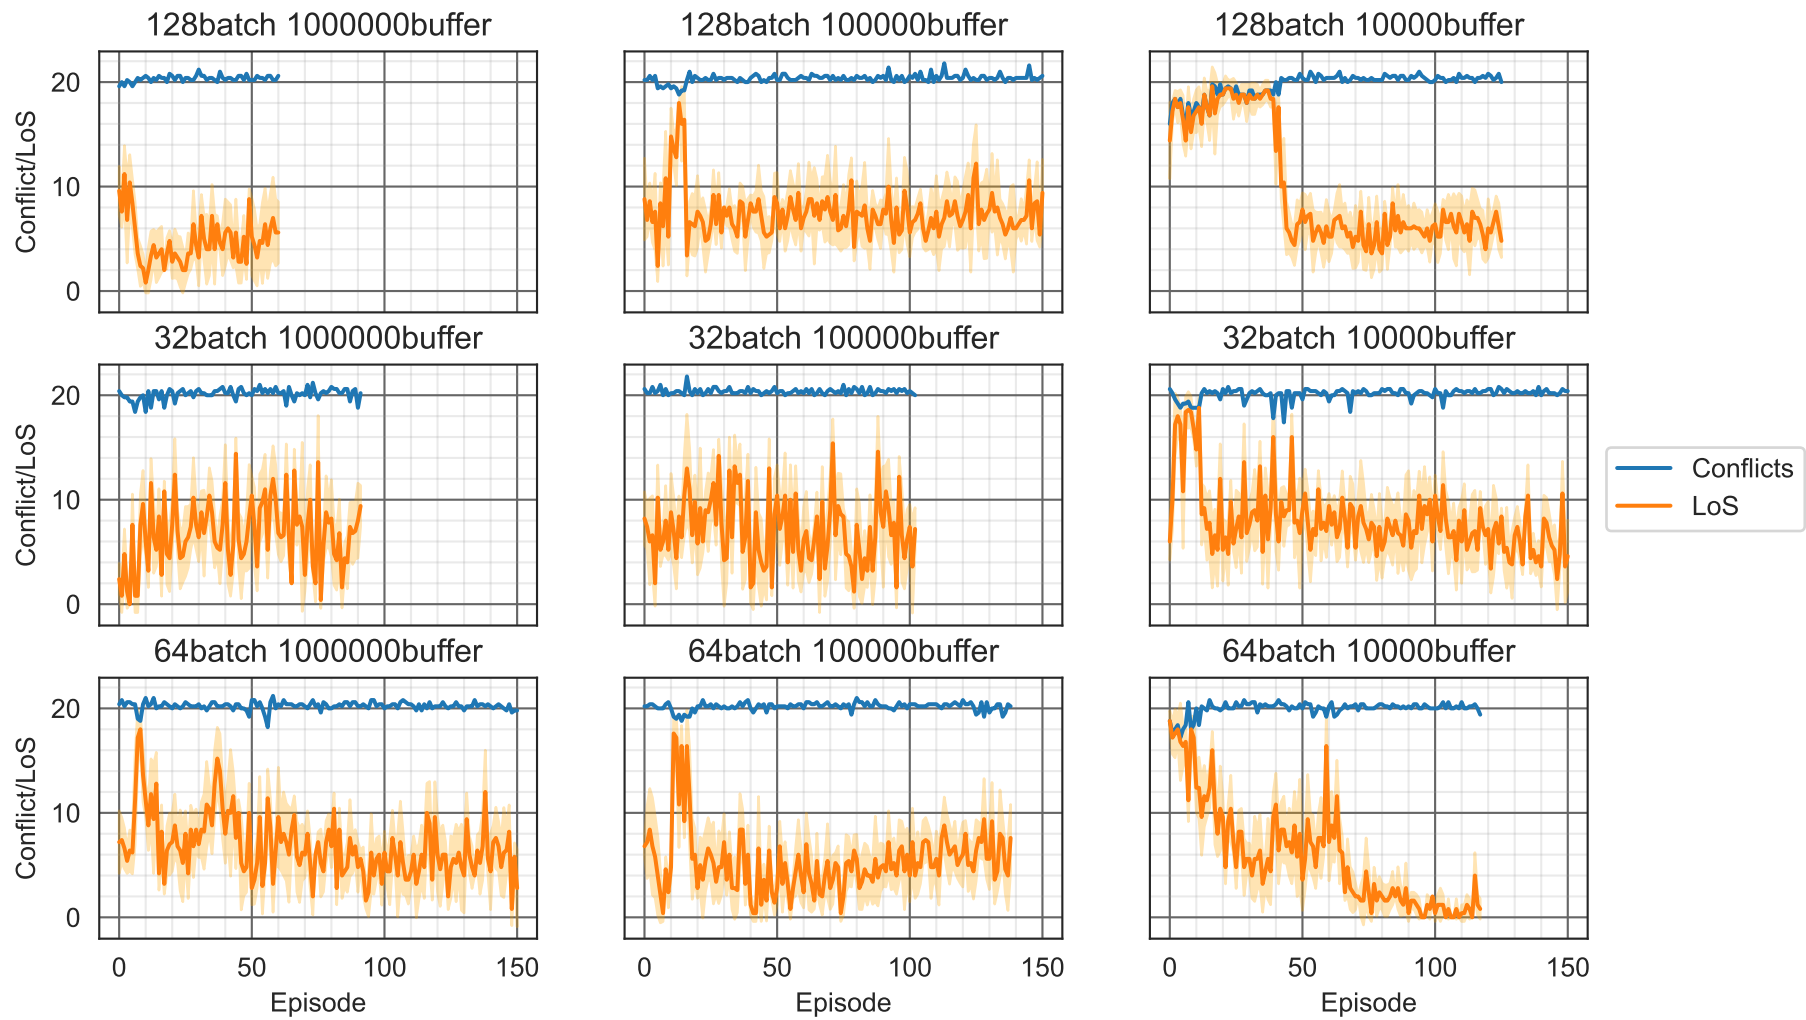 128batch 1000000buffer
128batch 100000buffer
128batch 10000buffer
Conflict/LoS
20
10
0
32batch 1000000buffer
32batch 100000buffer
32batch 10000buffer
Conflict/LoS
20
10
0
Conflicts
LoS
64batch 1000000buffer
64batch 100000buffer
64batch 10000buffer
Conflict/LoS
20
10
0
0 50 100 150
0 50 100 150
0 50 100 150
Episode
Episode
Episode